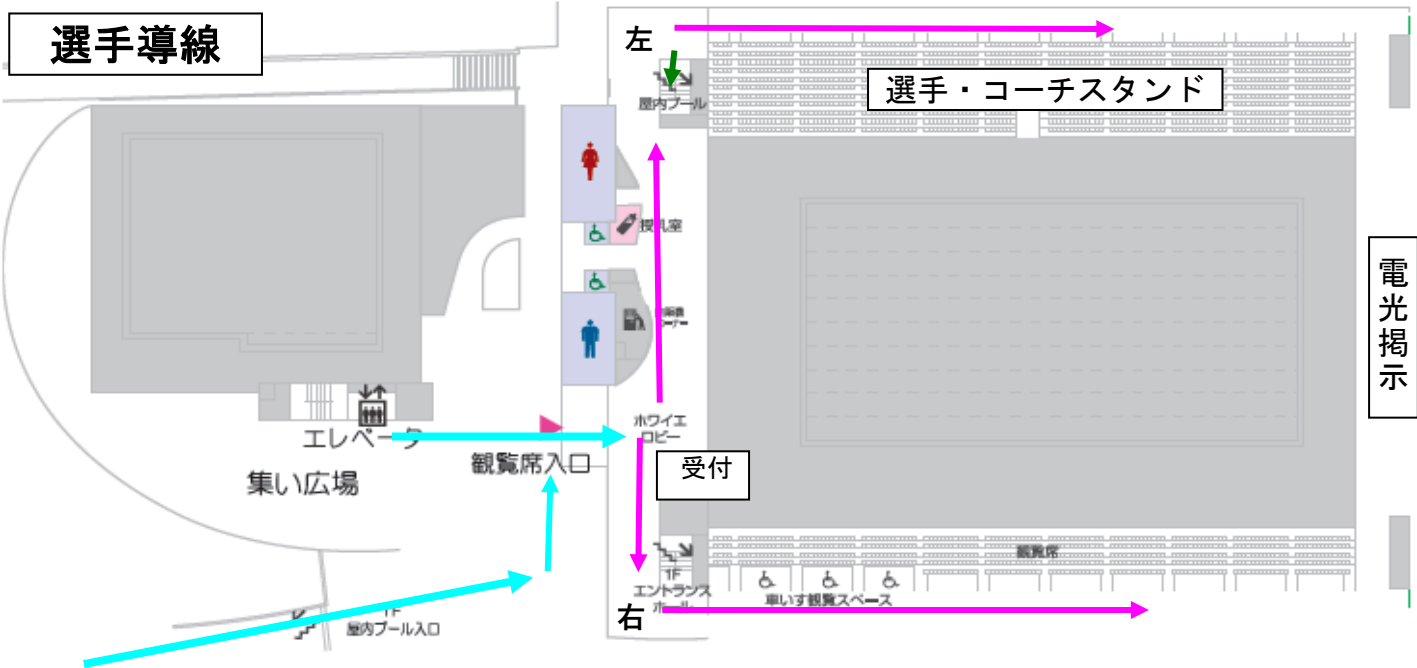 選手導線
左
選手・コーチスタンド
屋内プール
授乳室
電光掲示
エレベータ
ホワイエ
ロビー
観覧席入口
受付
集い広場
観覧席
1F
エントランス
ホール
車いす観覧スペース
右
1F
屋内プール入口